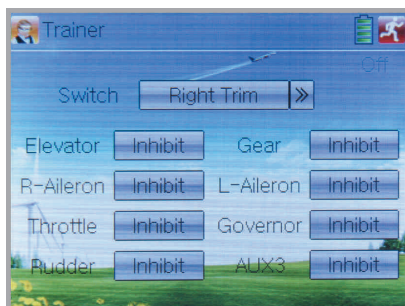 Trainer
Off
Switch Right Trim »
Elevator Inhibit Gear Inhibit
R-Aileron Inhibit L-Aileron Inhibit
Throttle Inhibit Governor Inhibit
Rudder Inhibit AUX3 Inhibit